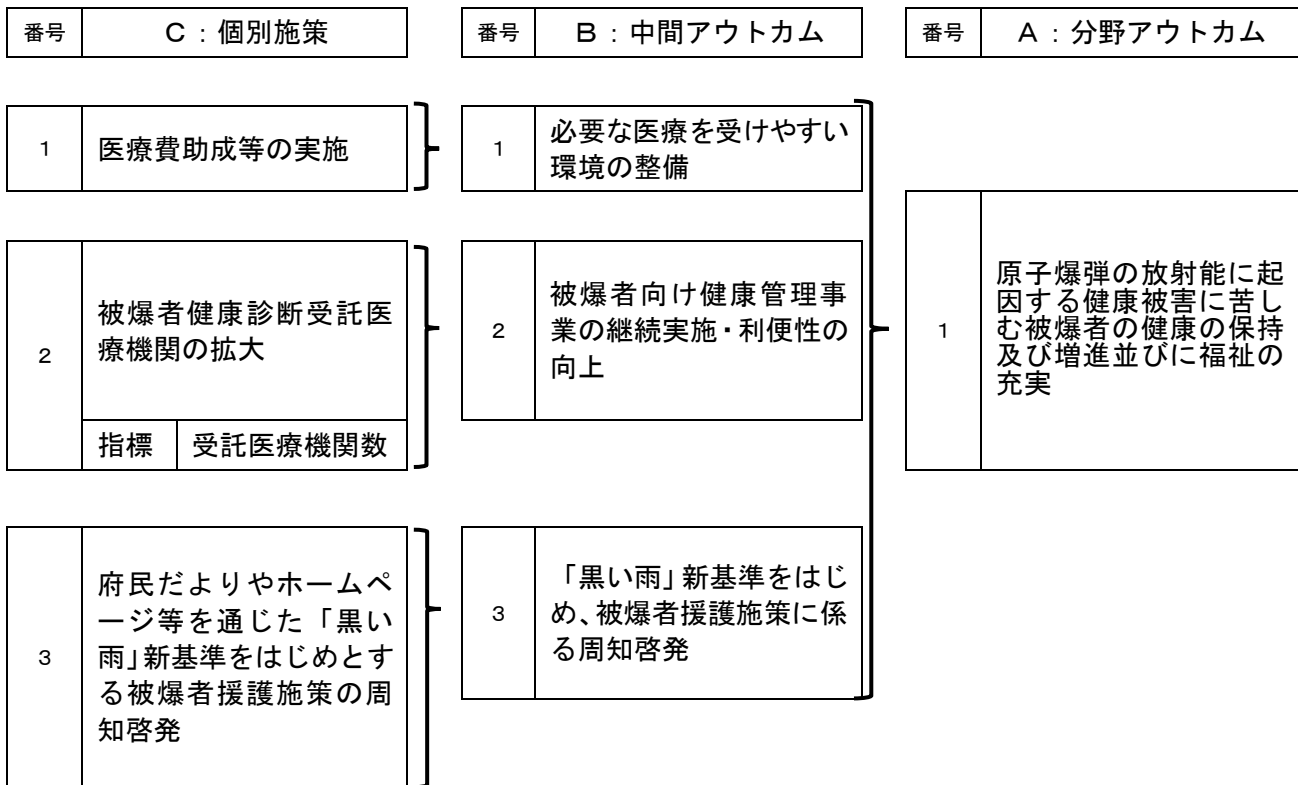 番号 C:個別施策 番号 B:中間アウトカム 番号 A:分野アウトカム
1 医療費助成等の実施
1 必要な医療を受けやすい
環境の整備
2 被爆者健康診断受託医
療機関の拡大
指標 受託医療機関数
2 被爆者向け健康管理事
業の継続実施・利便性の
向上
1 原子爆弾の放射能に起
因する健康被害に苦し
む被爆者の健康の保持
及び増進並びに福祉の
充実
3 府民だよりやホームペ
ージ等を通じた「黒い
雨」新基準をはじめとす
る被爆者援護施策の周
知啓発
3 「黒い雨」新基準をはじ
め、被爆者援護施策に係
る周知啓発